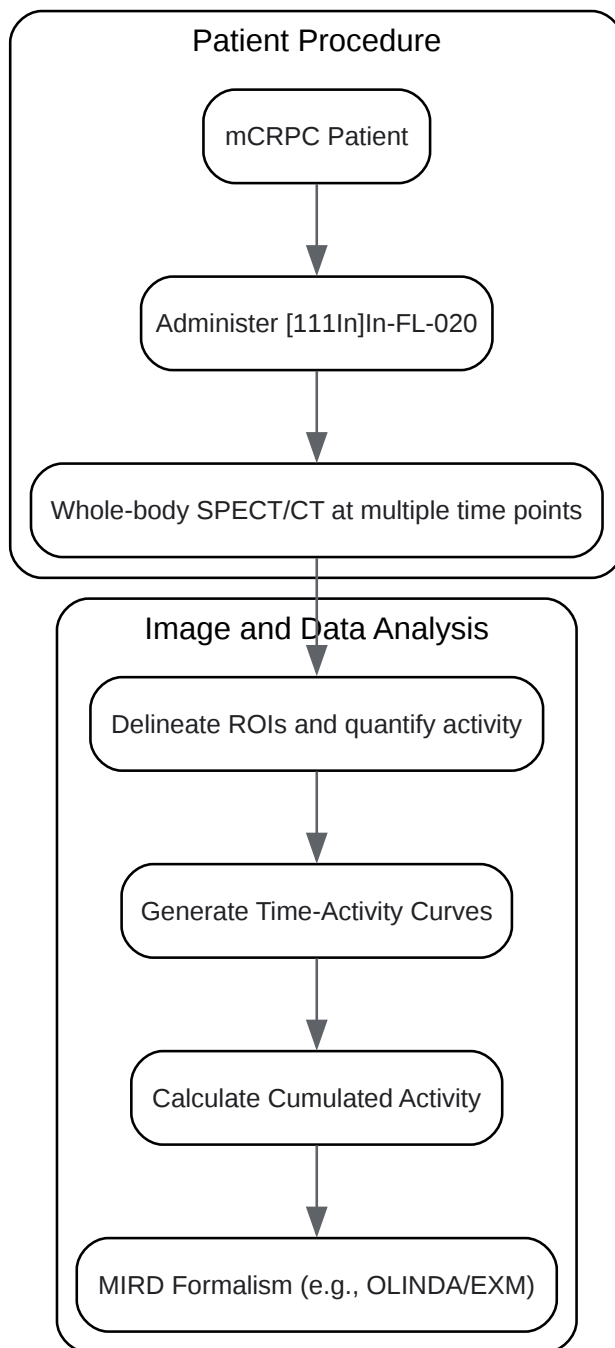 Patient Procedure
mCRPC Patient
Administer [111In]In-FL-020
Whole-body SPECT/CT at multiple time points
Image and Data Analysis
Delineate ROIs and quantify activity
Generate Time-Activity Curves
Calculate Cumulated Activity
MIRD Formalism (e.g., OLINDA/EXM)